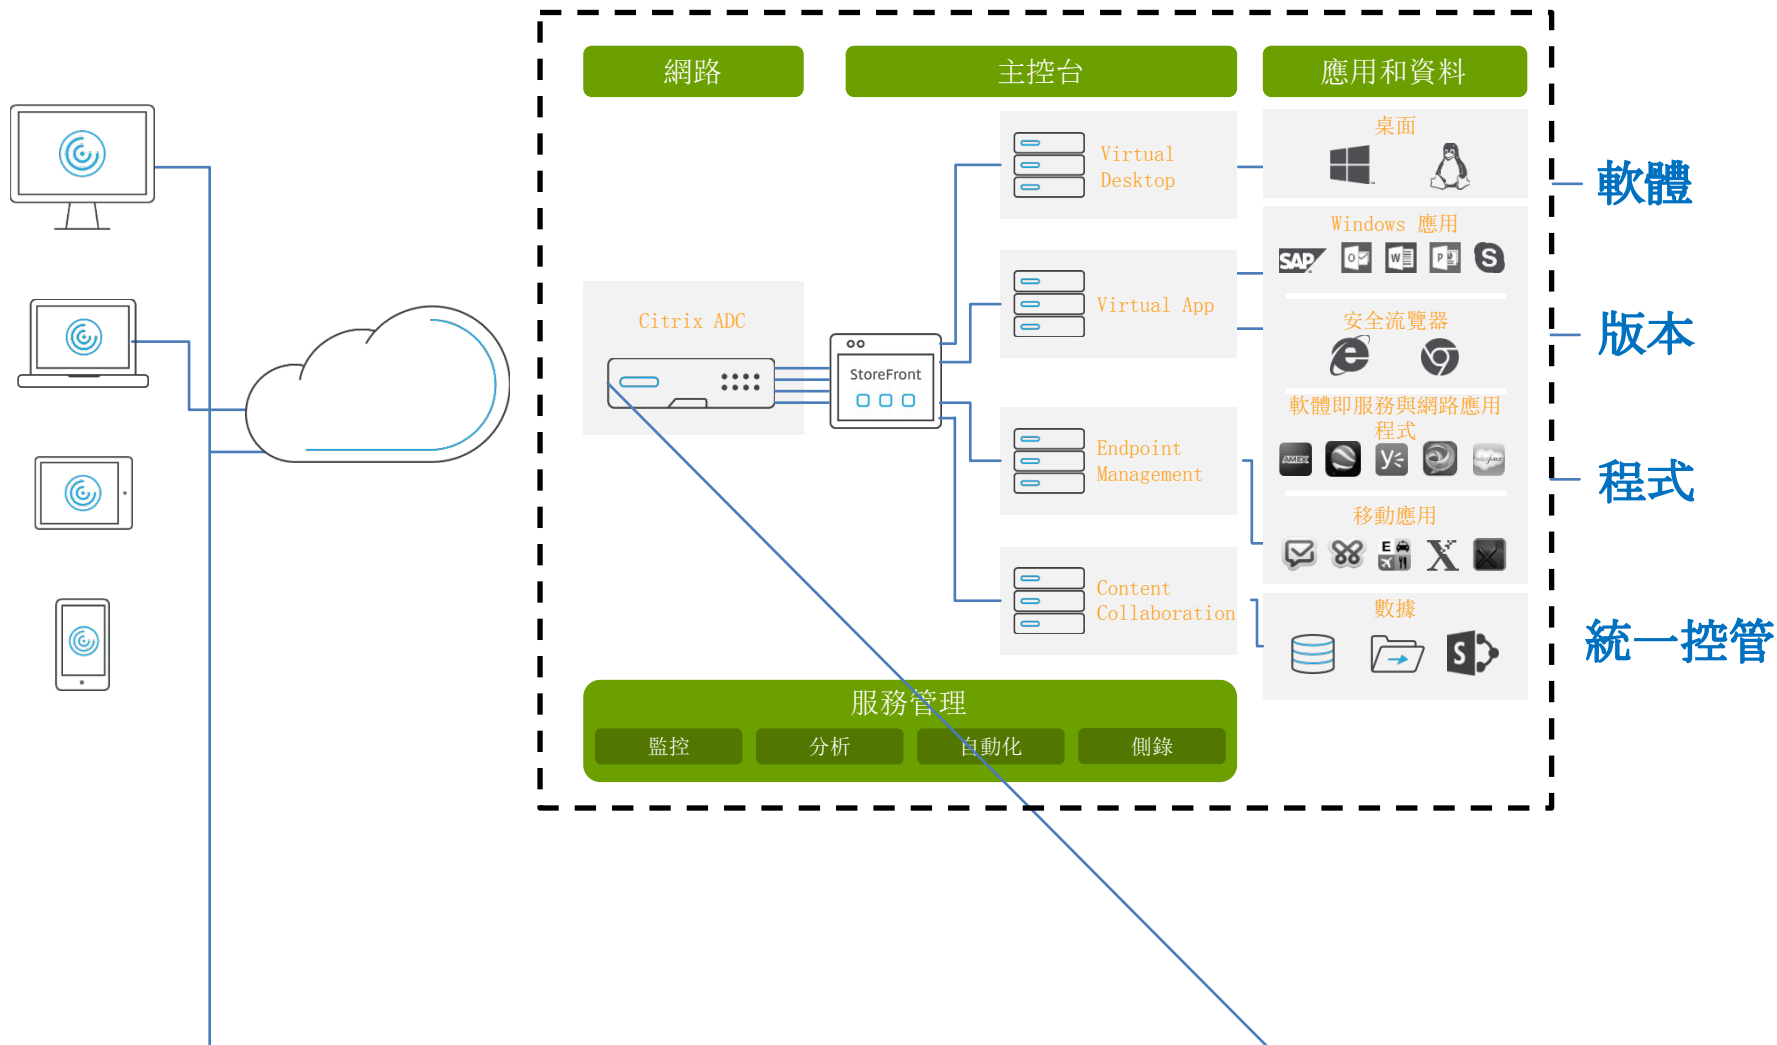 網路
主控台
應用和資料
桌面
Virtual
Desktop
Windows 應用
SAP
Virtual App
安全流覽器
Citrix ADC
StoreFront
軟體即服務與網路應用
程式
AMEX
Endpoint
Management
移動應用
Content
Collaboration
數據
服務管理
監控
分析
自動化
側錄
軟體
版本
程式
統一控管